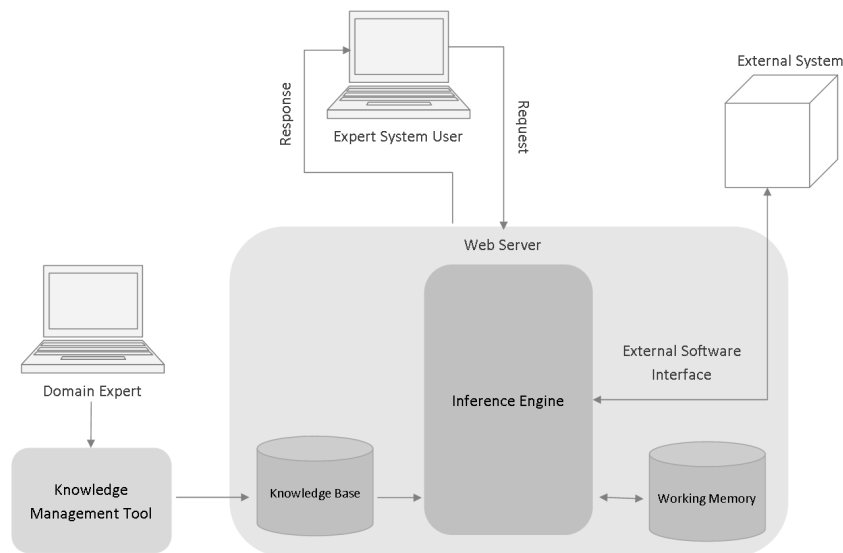 External System
Response
Request
Expert System User
Web Server
External Software
Interface
Domain Expert
Inference Engine
Knowledge
Management Tool
Knowledge Base
Working Memory